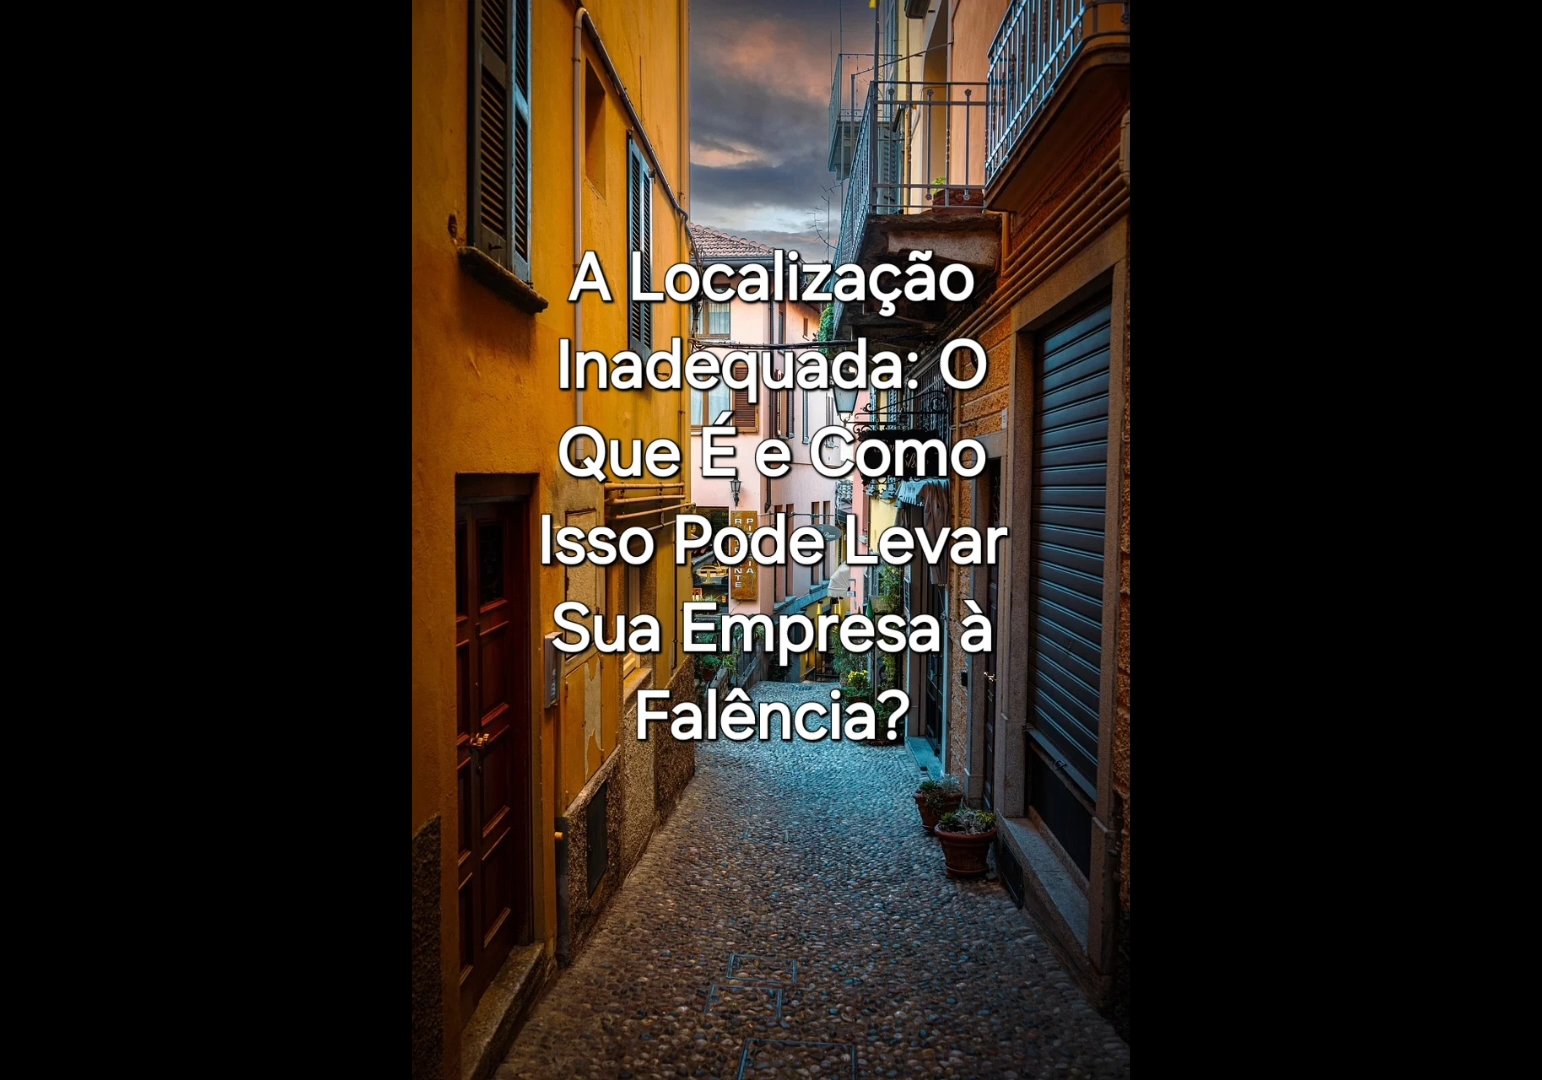 A Localização
Inadequada: O
Que É e Como
Isso Pode Levar
Sua Empresa à
Falência?